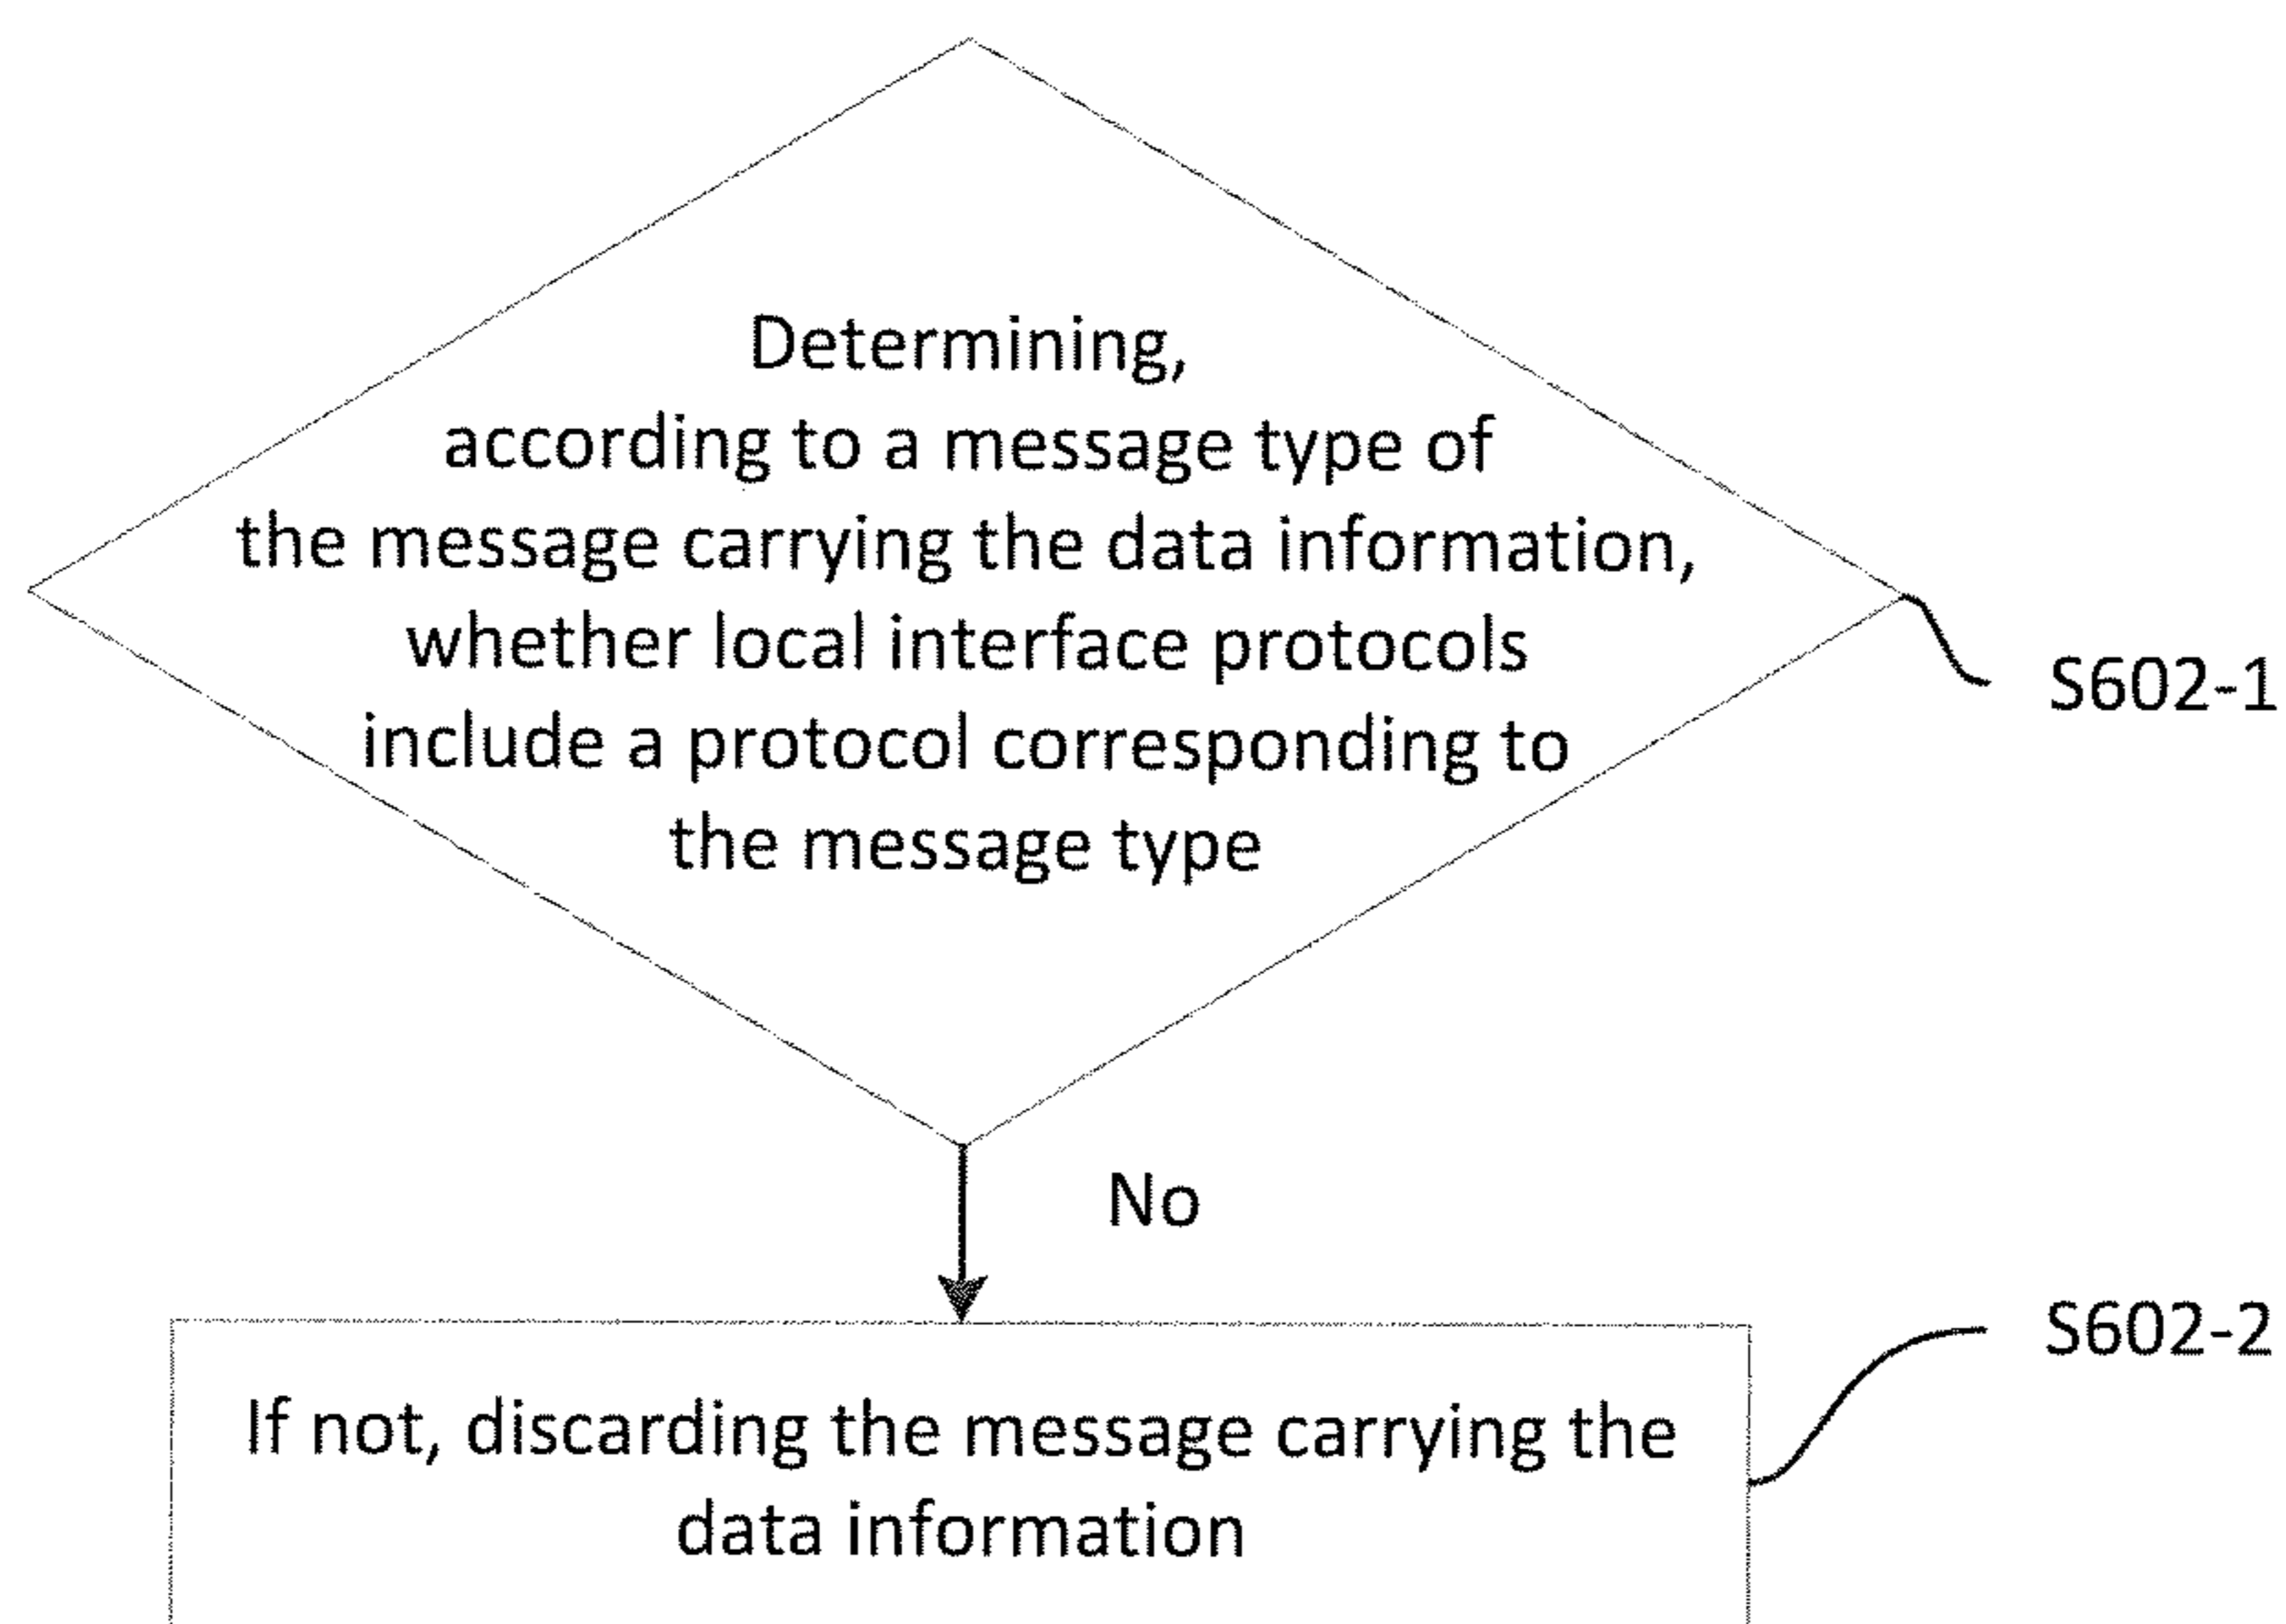 Determining,
according to a message type of
the message carrying the data information,
whether local interface protocols
include a protocol corresponding to
the message type
S602-1
No
S602-2
If not, discarding the message carrying the
data information